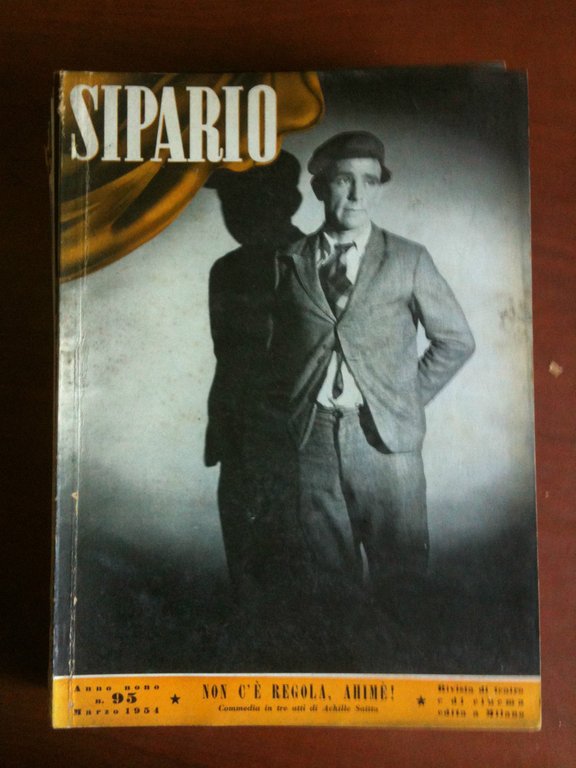 SIPARIO
Anno nono
n. 95
Marzo 1954
★ NON C'È REGOLA, AHIMÈ! ★
Commedia in tre atti di Achille Saitta
Rivista di teatro
e di cinema
edita a Milano